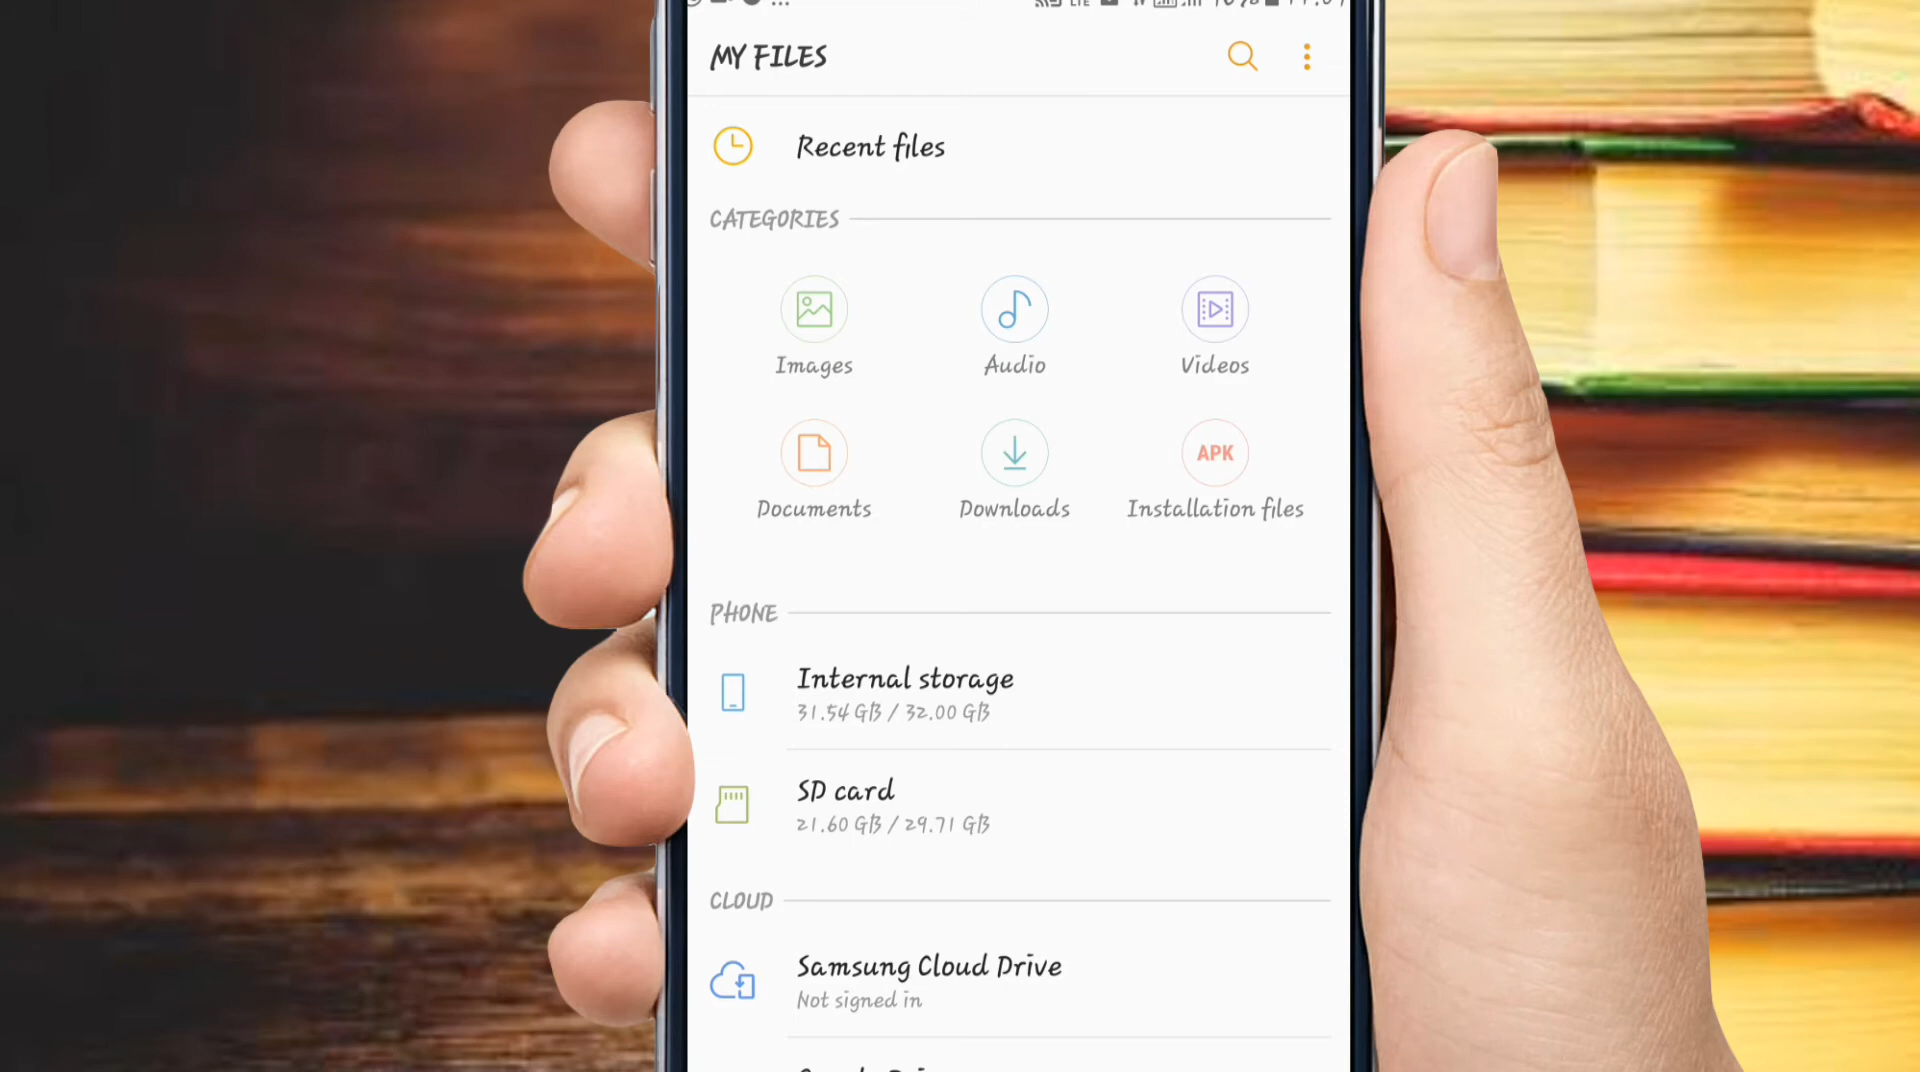 MY FILES
Recent files
CATEGORIES
Images
Audio
Videos
APK
Documents
Downloads
Installation files
PHONE
Internal storage
31.54 GB / 32.00 GB
SD card
21.60 GB / 29.71 GB
CLOUD
Samsung Cloud Drive
Not signed in